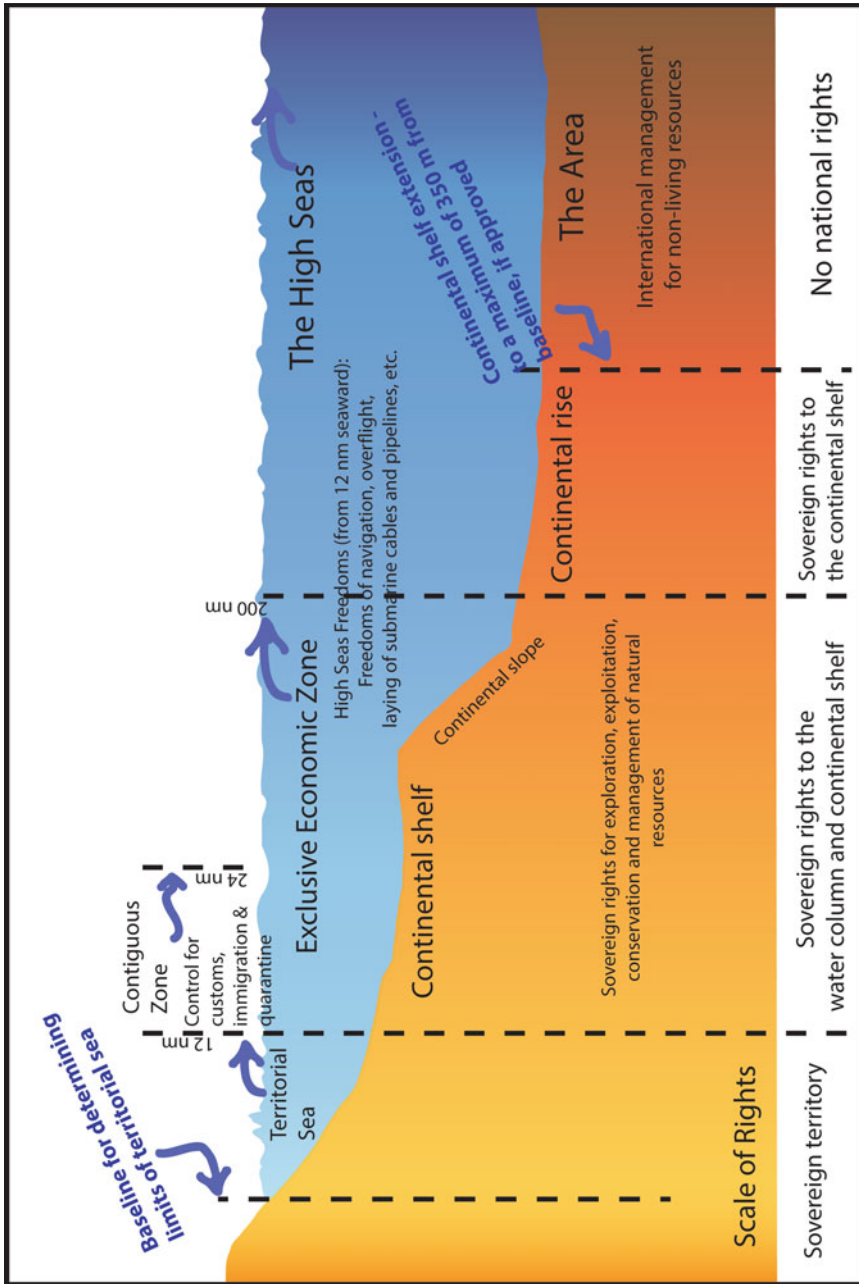 Baseline for determining
limits of territorial sea
Contiguous
Zone
Control for
customs,
immigration &
quarantine
12 nm
24 nm
200 nm
Territorial
Sea
Exclusive Economic Zone
The High Seas
High Seas Freedoms (from 12 nm seaward):
Freedoms of navigation, overflight,
laying of submarine cables and pipelines, etc.
Continental shelf extension -
to a maximum of 350 m from
baseline, if approved
Continental shelf
Continental slope
Continental rise
The Area
Sovereign rights for exploration, exploitation,
conservation and management of natural
resources
International management
for non-living resources
Scale of Rights
Sovereign territory
Sovereign rights to the
water column and continental shelf
Sovereign rights to
the continental shelf
No national rights